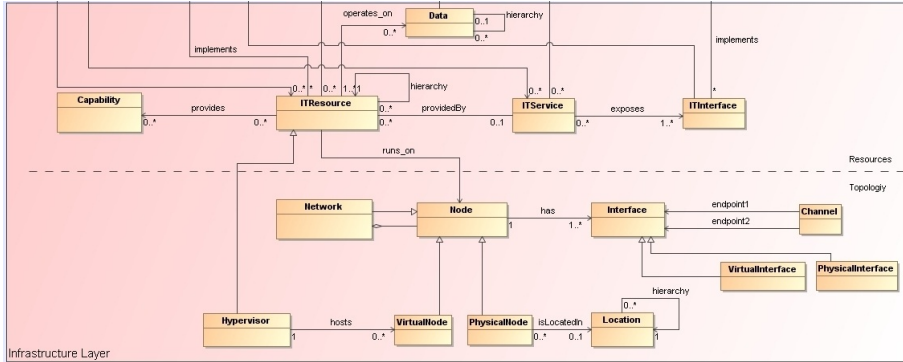 operates_on
Data
0..*
0..1
hierarchy
0..*
implements
implements
0..*
*
0..*
1..*
1
hierarchy
0..*
0..*
*
Capability
provides
ITResource
0..*
providedBy
ITService
exposes
ITInterface
0..*
0..*
0..*
0..1
0..*
1..*
runs_on
Resources
Topologiy
Network
Node
has
Interface
endpoint1
Channel
1
1..*
endpoint2
VirtualInterface
PhysicalInterface
hierarchy
0..*
Hypervisor
hosts
VirtualNode
PhysicalNode
isLocatedIn
Location
1
0..*
0..*
0..1
1
Infrastructure Layer